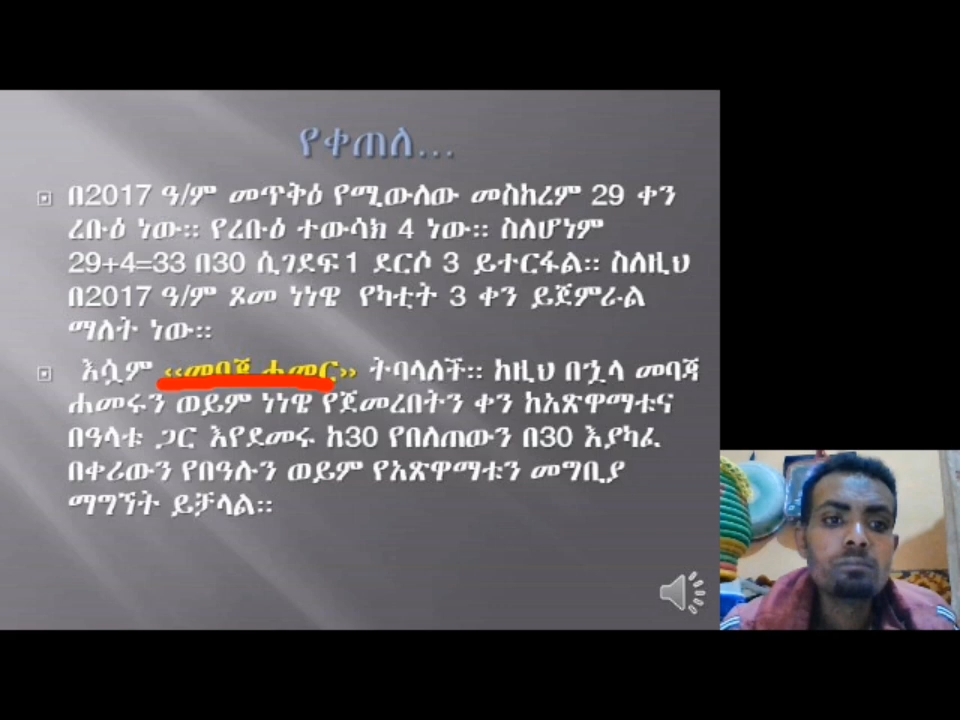 የቀጠለ...
በ2017 ዓ/ም መጥቅዕ የሚውለው መስከረም 29 ቀን
ረቡዕ ነው፡፡ የረቡዕ ተውሳክ 4 ነው፡፡ ስለሆነም
29+4=33 በ30 ሲገደፍ 1 ደርሶ 3 ይተርፋል፡፡ ስለዚህ
በ2017 ዓ/ም ጾመ ነነዌ የካቲት 3 ቀን ይጀምራል
ማለት ነው፡፡
እሷም ‹‹መባጃ ሐመር›› ትባላለች፡፡ ከዚህ በኋላ መባጃ
ሐመሩን ወይም ነነዌ የጀመረበትን ቀን ከአጽዋማቱና
በዓላቱ ጋር እየደመሩ ከ30 የበለጠውን በ30 እያካፈ
በቀሪውን የበዓሉን ወይም የአጽዋማቱን መግቢያ
ማግኘት ይቻላል፡፡